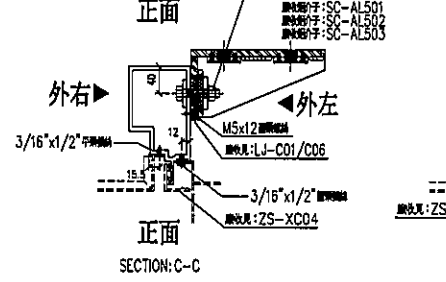 正面
SC-AL501
SC-AL502
SC-AL503
40
外右
外左
M5x12
3/16"x1/2"
12
LJ-C01/C06
15.5
3/16"x1/2"
:ZS-XC04
:ZS
正面
SECTION:C-C